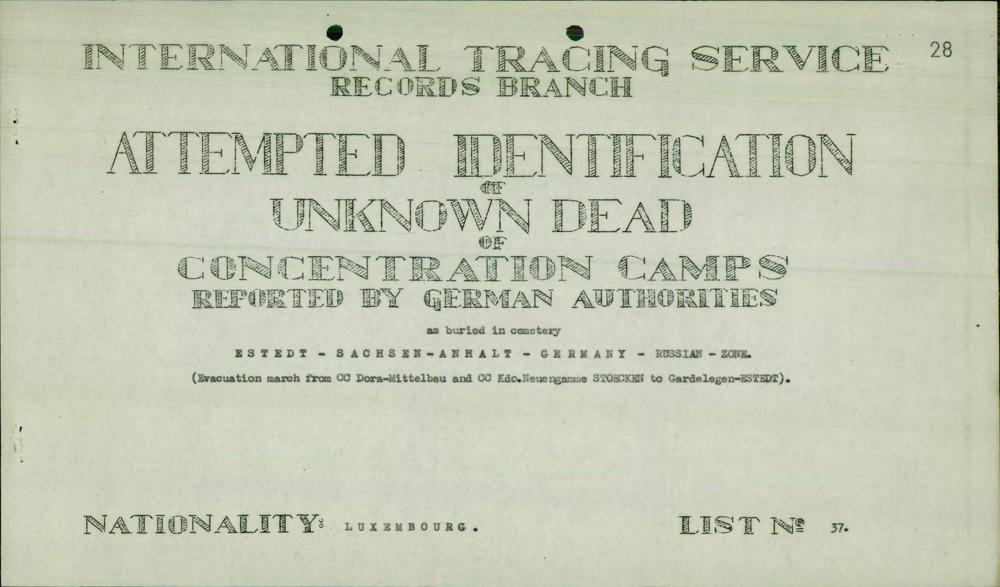 INTERNATIONAL TRACING SERVICE 28
RECORDS BRANCH
ATTEMPTED IDENTIFICATION
OF
UNKNOWN DEAD
OF
CONCENTRATION CAMPS
REPORTED BY GERMAN AUTHORITIES
as buried in cemetery
ESTEDT - SACHSEN-ANHALT - GERMANY - RUSSIAN - ZONE.
(Evacuation march from CC Dora-Mittelbau and CC Kdo.Neuengamme STOECKEN to Gardelegen-ESTEDT).
NATIONALITY: LUXEMBOURG. LIST Nº 37.